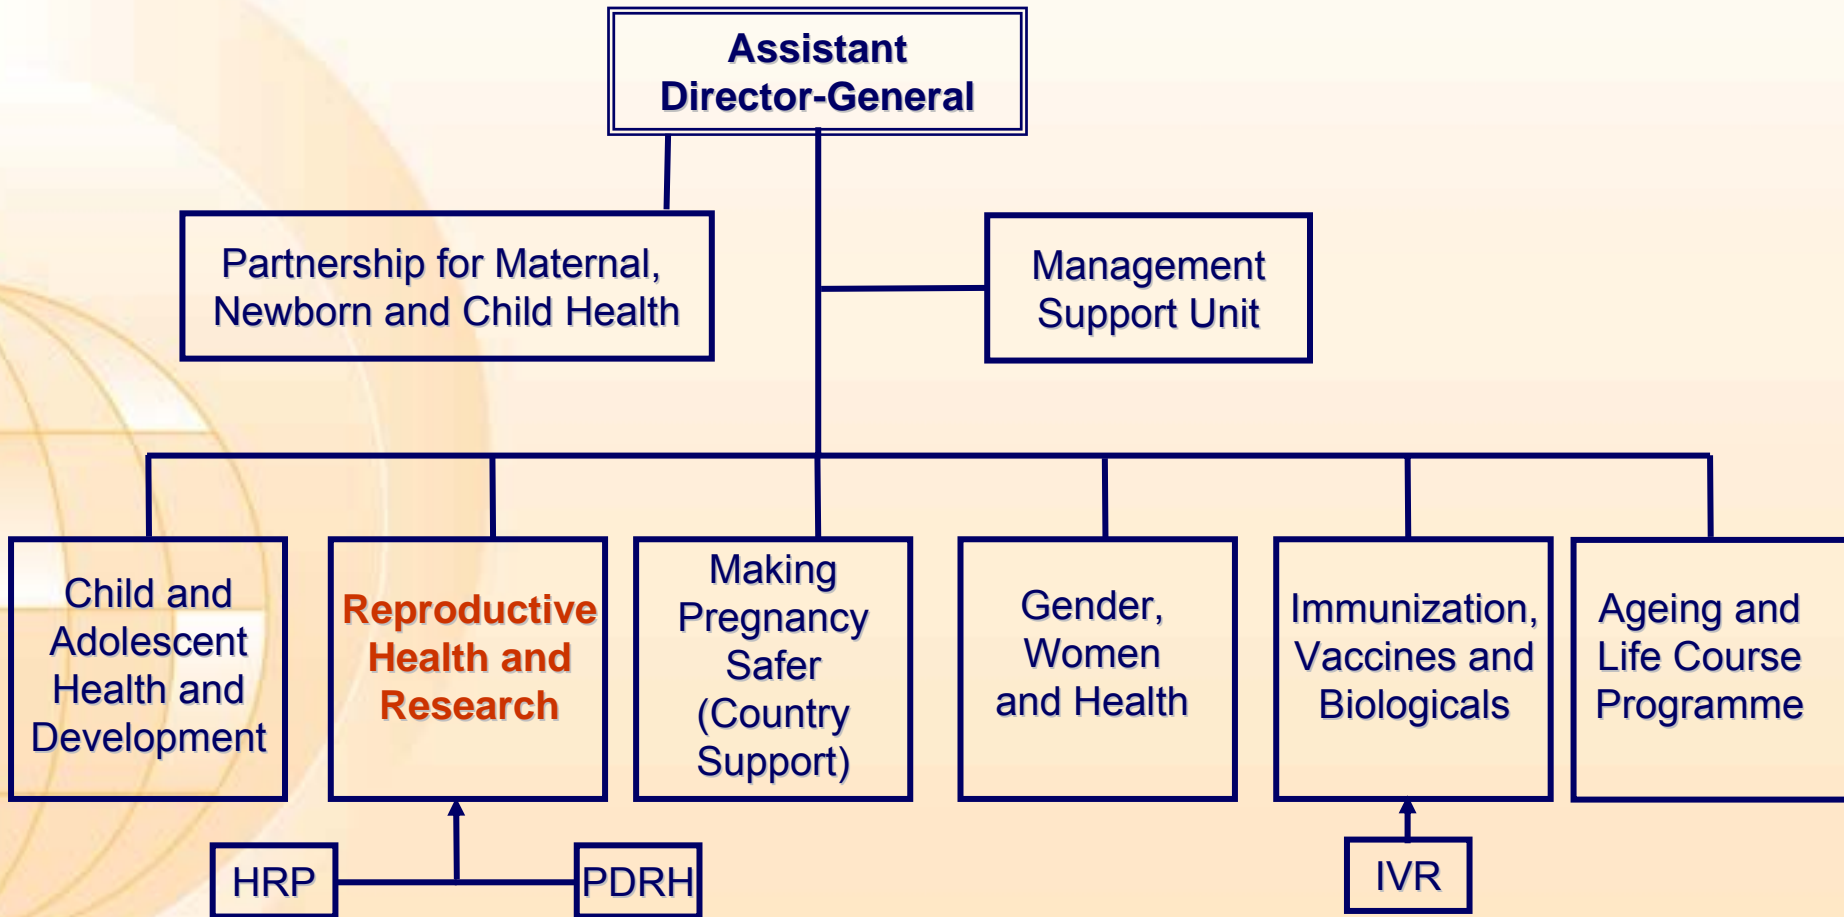 Assistant
Director-General
Partnership for Maternal,
Newborn and Child Health
Management
Support Unit
Child and
Adolescent
Health and
Development
Reproductive
Health and
Research
Making
Pregnancy
Safer
(Country
Support)
Gender,
Women
and Health
Immunization,
Vaccines and
Biologicals
Ageing and
Life Course
Programme
HRP
PDRH
IVR